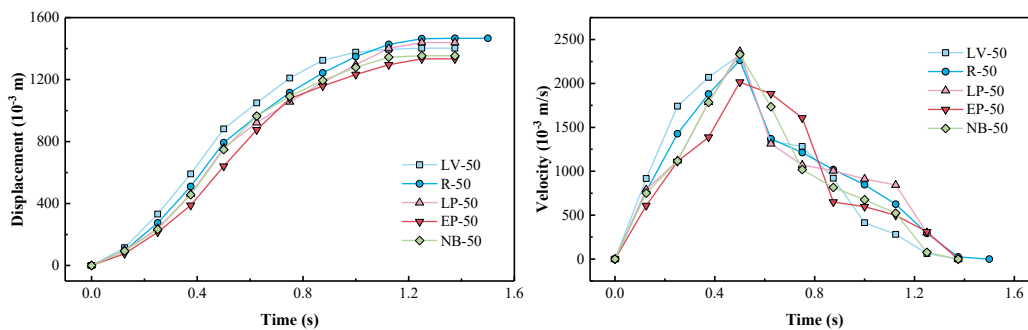 1600
1200
800
400
0
Displacement (10⁻³ m)
0.0 0.4 0.8 1.2 1.6
Time (s)
LV-50
R-50
LP-50
EP-50
NB-50
2500
2000
1500
1000
500
0
Velocity (10⁻³ m/s)
0.0 0.4 0.8 1.2 1.6
Time (s)
LV-50
R-50
LP-50
EP-50
NB-50